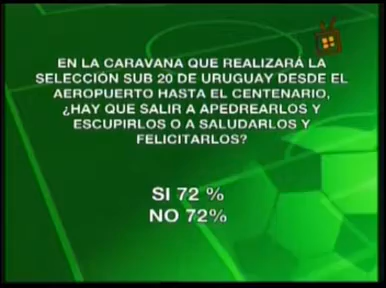 EN LA CARAVANA QUE REALIZARÁ LA
SELECCIÓN SUB 20 DE URUGUAY DESDE EL
AEROPUERTO HASTA EL CENTENARIO,
¿HAY QUE SALIR A APEDREARLOS Y
ESCUPIRLOS O A SALUDARLOS Y
FELICITARLOS?
SI 72 %
NO 72%